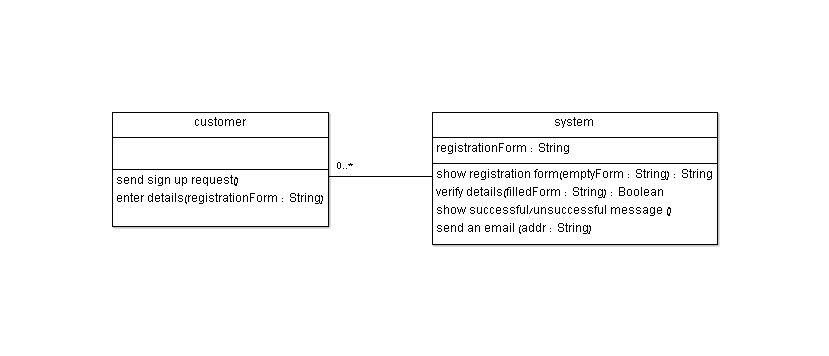 customer
send sign up request()
enter details(registrationForm : String)
0..*
system
registrationForm : String
show registration form(emptyForm : String) : String
verify details(filledForm : String) : Boolean
show successful/unsuccessful message ()
send an email (addr : String)